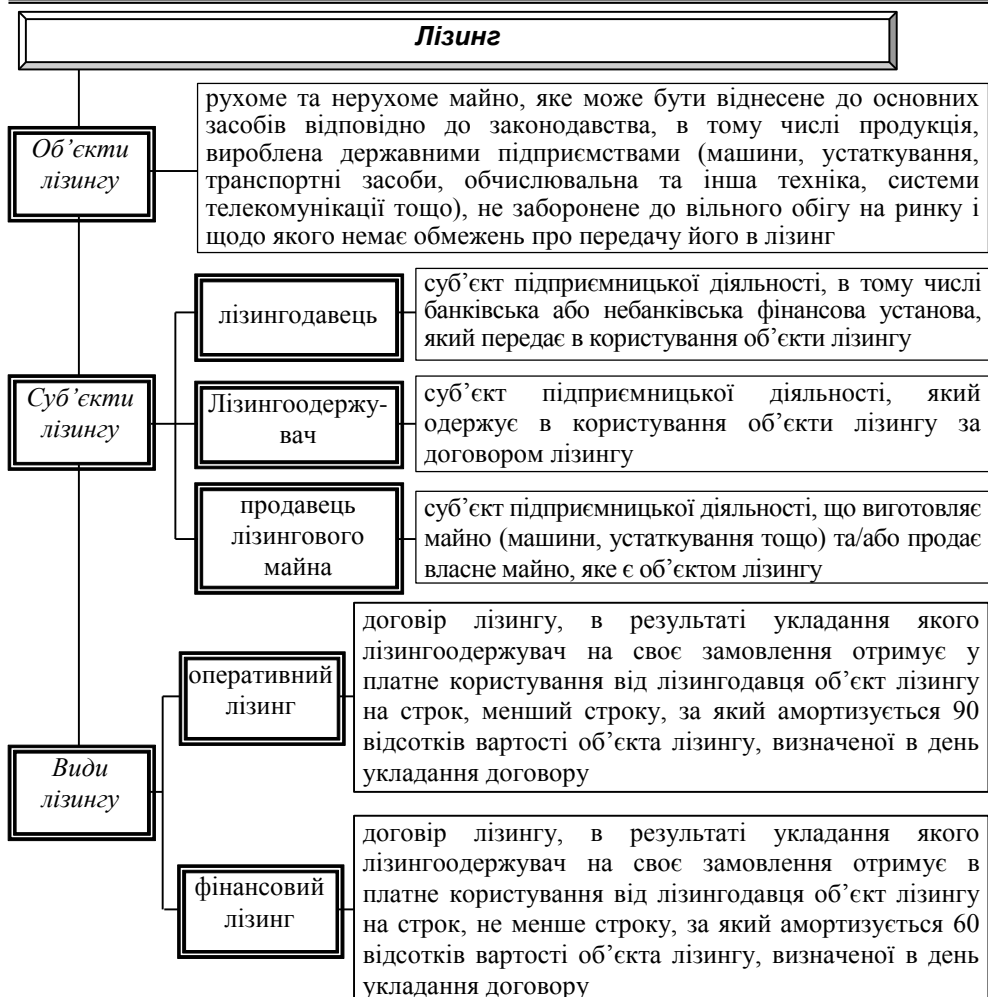 Лізинг
Об’єкти
лізингу
рухоме та нерухоме майно, яке може бути віднесене до основних
засобів відповідно до законодавства, в тому числі продукція,
вироблена державними підприємствами (машини, устаткування,
транспортні засоби, обчислювальна та інша техніка, системи
телекомунікації тощо), не заборонене до вільного обігу на ринку і
щодо якого немає обмежень про передачу його в лізинг
Суб’єкти
лізингу
лізингодавець
суб’єкт підприємницької діяльності, в тому числі
банківська або небанківська фінансова установа,
який передає в користування об’єкти лізингу
Лізингоодержу-
вач
суб’єкт підприємницької діяльності, який
одержує в користування об’єкти лізингу за
договором лізингу
продавець
лізингового
майна
суб’єкт підприємницької діяльності, що виготовляє
майно (машини, устаткування тощо) та/або продає
власне майно, яке є об’єктом лізингу
Види
лізингу
оперативний
лізинг
договір лізингу, в результаті укладання якого
лізингоодержувач на своє замовлення отримує у
платне користування від лізингодавця об’єкт лізингу
на строк, менший строку, за який амортизується 90
відсотків вартості об’єкта лізингу, визначеної в день
укладання договору
фінансовий
лізинг
договір лізингу, в результаті укладання якого
лізингоодержувач на своє замовлення отримує в
платне користування від лізингодавця об’єкт лізингу
на строк, не менше строку, за який амортизується 60
відсотків вартості об’єкта лізингу, визначеної в день
укладання договору